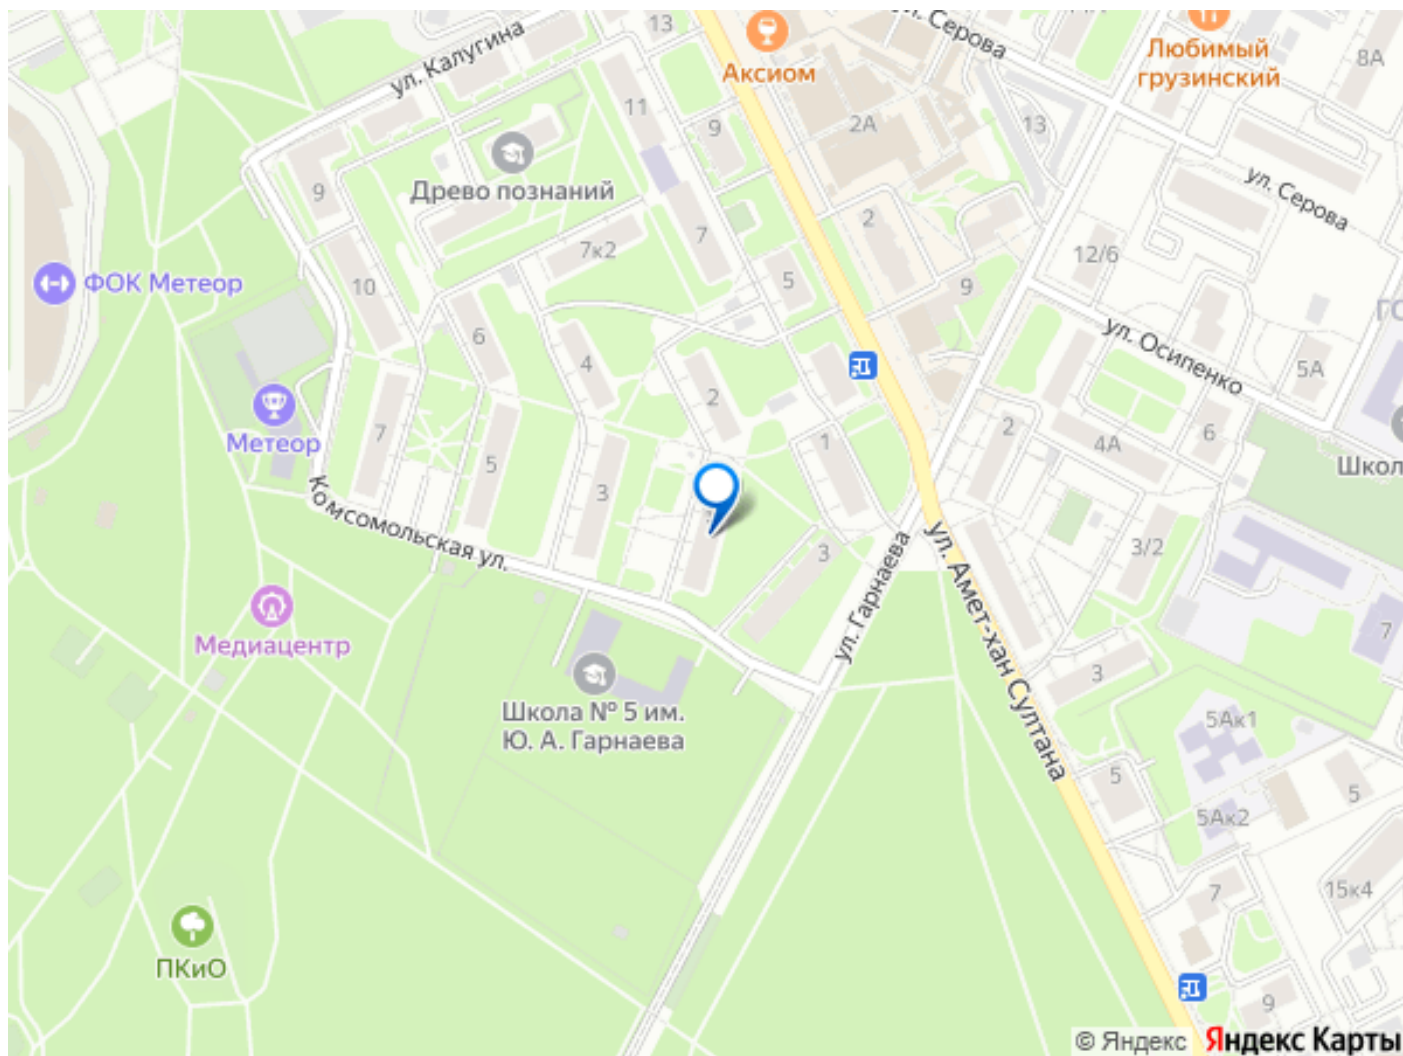 ул. Калугина
13
Аксиом
ул. Серова
Любимый
грузинский
8А
11
9
2А
13
Древо познаний
9
ул. Серова
7к2
7
2
12/6
ФОК Метеор
10
5
9
6
4
ул. Осипенко
5А
2
Метеор
7
1
2
4А
6
5
3
Школ
Комсомольская ул.
3
ул. Гарнаева
ул. Амет-хан Султана
3/2
Медиацентр
7
3
Школа № 5 им.
Ю. А. Гарнаева
5Ак1
5
5
5Ак2
7
15к4
ПКиО
9
© Яндекс Яндекс Карты